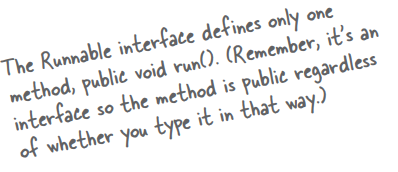 The Runnable interface defines only one
method, public void run(). (Remember, it's an
interface so the method is public regardless
of whether you type it in that way.)